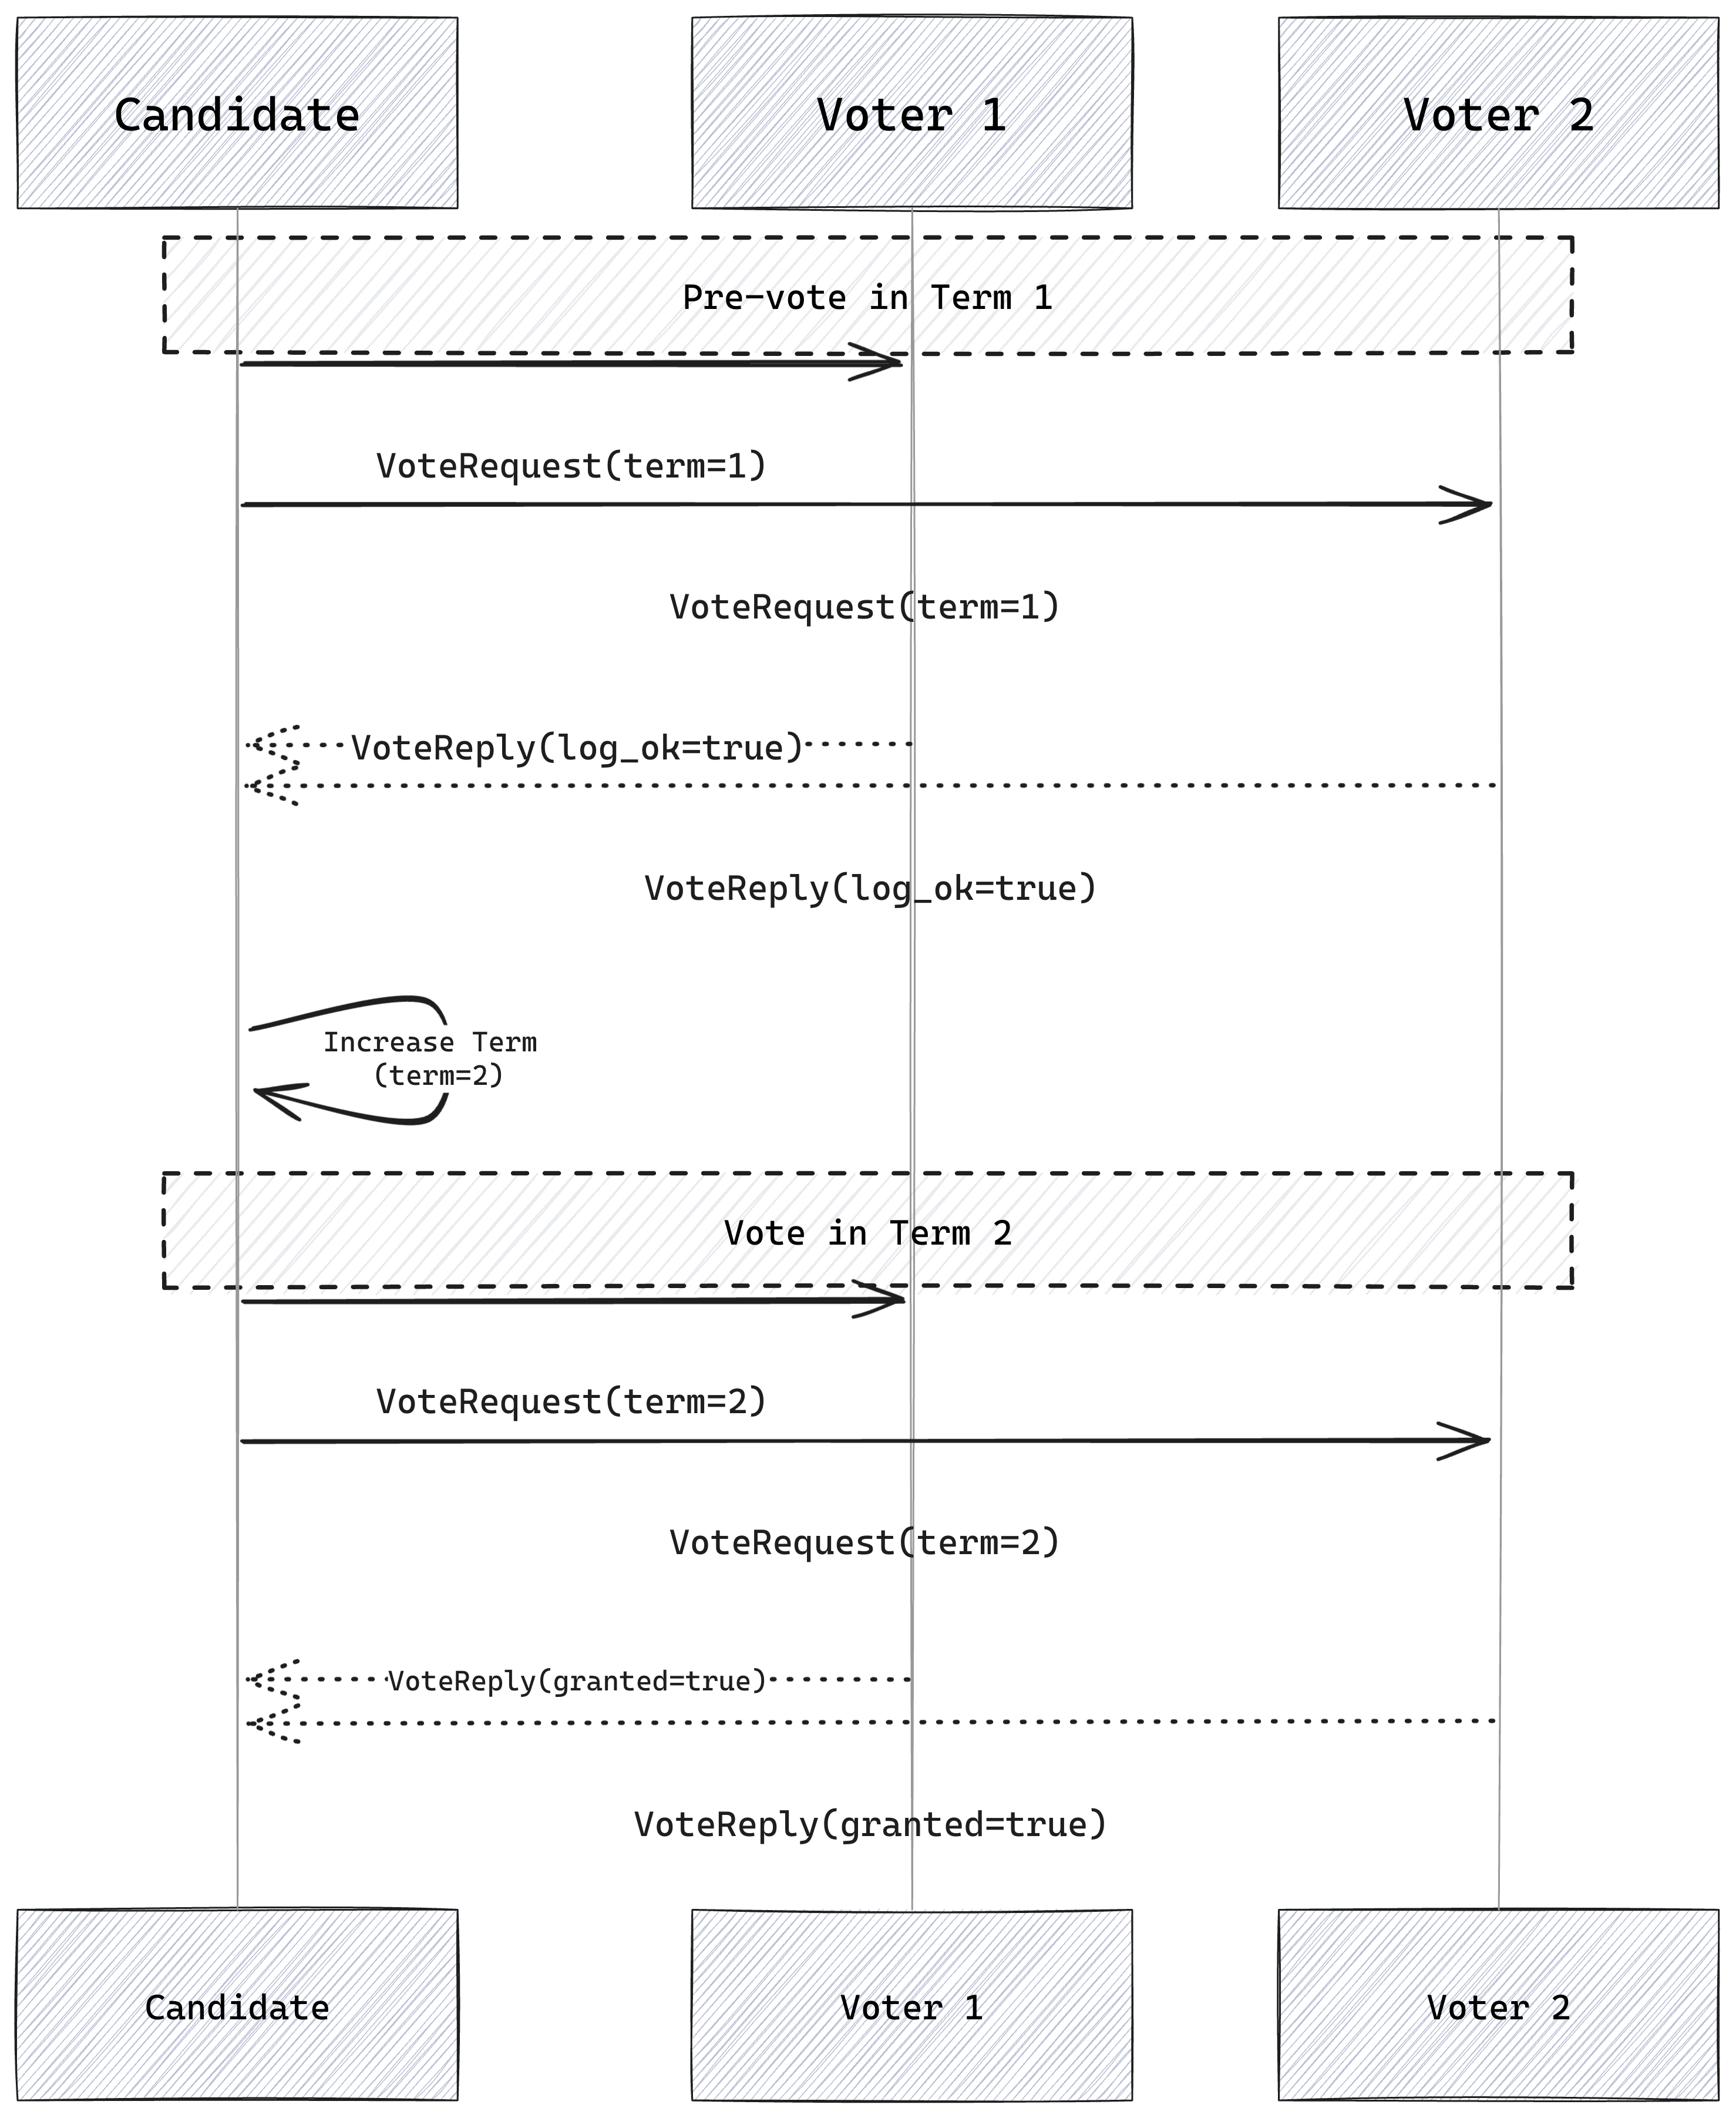 Candidate
Voter 1
Voter 2
Pre-vote in Term 1
VoteRequest(term=1)
VoteRequest(term=1)
VoteReply(log_ok=true)
VoteReply(log_ok=true)
Increase Term
(term=2)
Vote in Term 2
VoteRequest(term=2)
VoteRequest(term=2)
VoteReply(granted=true)
VoteReply(granted=true)
Candidate
Voter 1
Voter 2